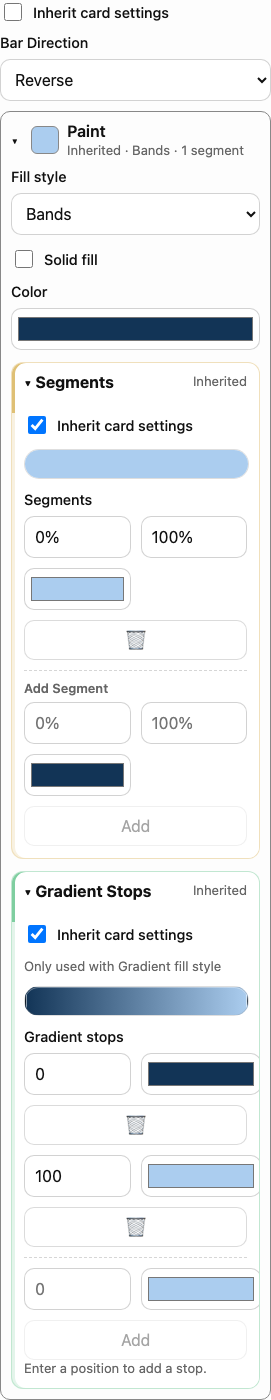 Inherit card settings
Bar Direction
Reverse
Paint
Inherited · Bands · 1 segment
Fill style
Bands
Solid fill
Color
Segments Inherited
Inherit card settings
Segments
0% 100%
Add Segment
0% 100%
Add
Gradient Stops Inherited
Inherit card settings
Only used with Gradient fill style
Gradient stops
0
100
0
Add
Enter a position to add a stop.